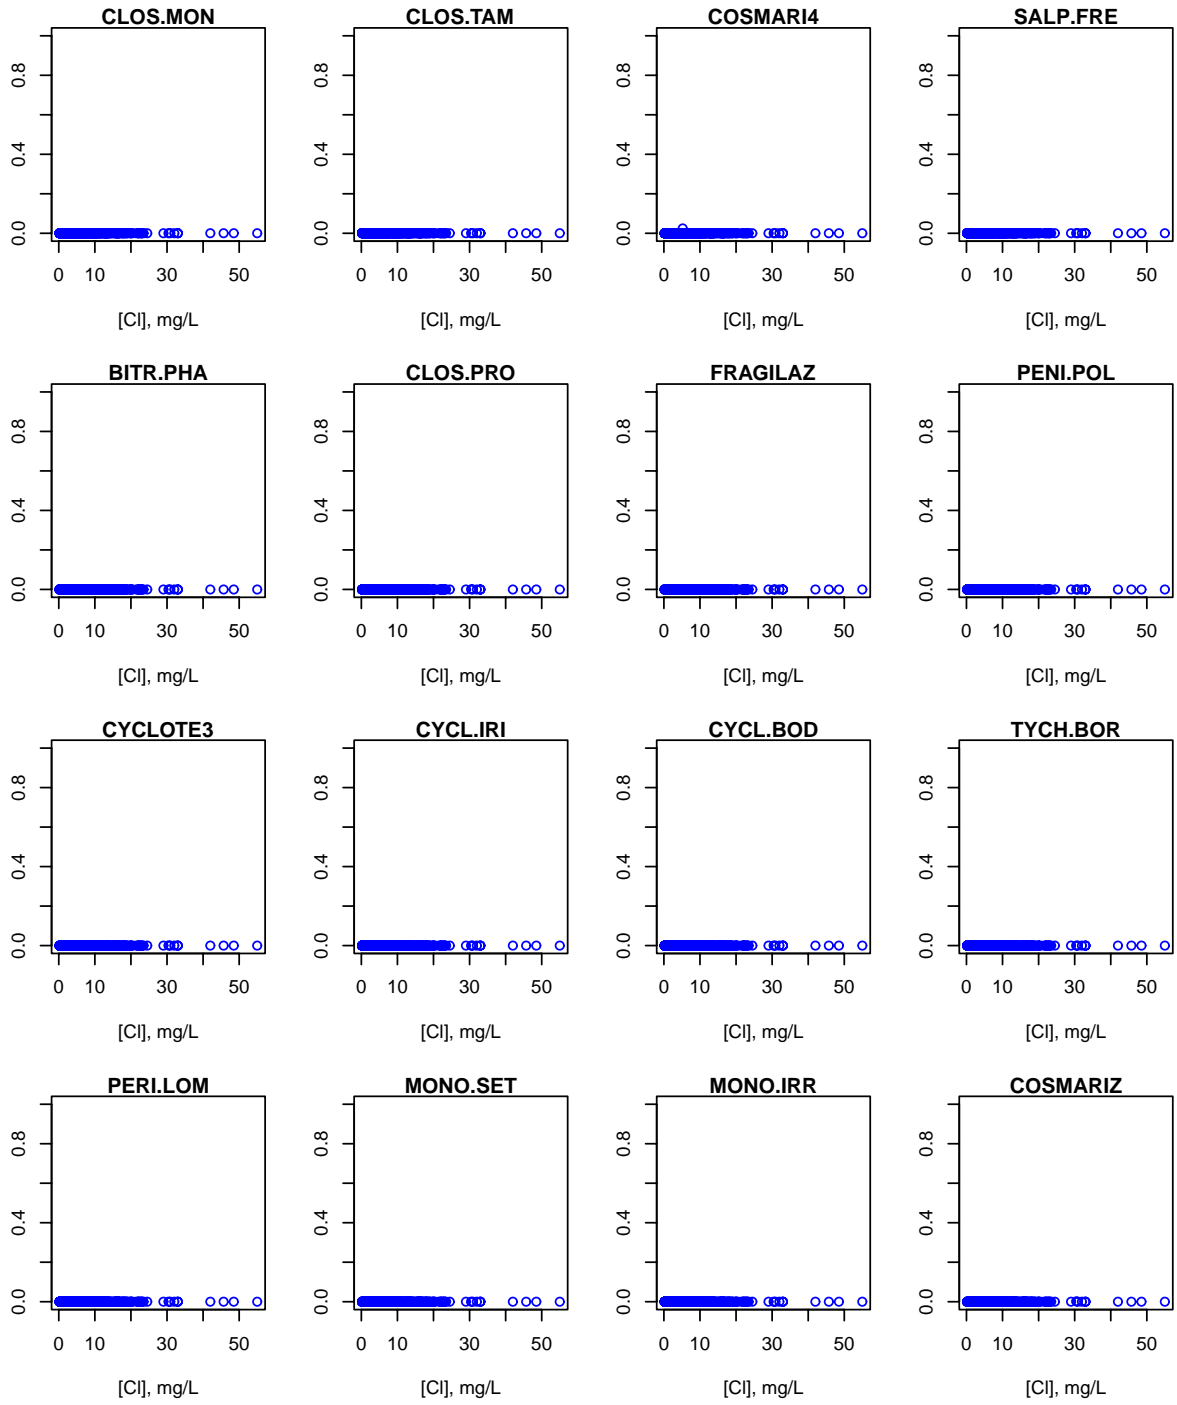 CLOS.MON CLOS.TAM COSMARI4 SALP.FRE
0.8 0.8 0.8 0.8
0.4 0.4 0.4 0.4
0.0 0.0 0.0 0.0
0 10 30 50 0 10 30 50 0 10 30 50 0 10 30 50
[Cl], mg/L [Cl], mg/L [Cl], mg/L [Cl], mg/L
BITR.PHA CLOS.PRO FRAGILAZ PENI.POL
0.8 0.8 0.8 0.8
0.4 0.4 0.4 0.4
0.0 0.0 0.0 0.0
0 10 30 50 0 10 30 50 0 10 30 50 0 10 30 50
[Cl], mg/L [Cl], mg/L [Cl], mg/L [Cl], mg/L
CYCLOTE3 CYCL.IRI CYCL.BOD TYCH.BOR
0.8 0.8 0.8 0.8
0.4 0.4 0.4 0.4
0.0 0.0 0.0 0.0
0 10 30 50 0 10 30 50 0 10 30 50 0 10 30 50
[Cl], mg/L [Cl], mg/L [Cl], mg/L [Cl], mg/L
PERI.LOM MONO.SET MONO.IRR COSMARIZ
0.8 0.8 0.8 0.8
0.4 0.4 0.4 0.4
0.0 0.0 0.0 0.0
0 10 30 50 0 10 30 50 0 10 30 50 0 10 30 50
[Cl], mg/L [Cl], mg/L [Cl], mg/L [Cl], mg/L